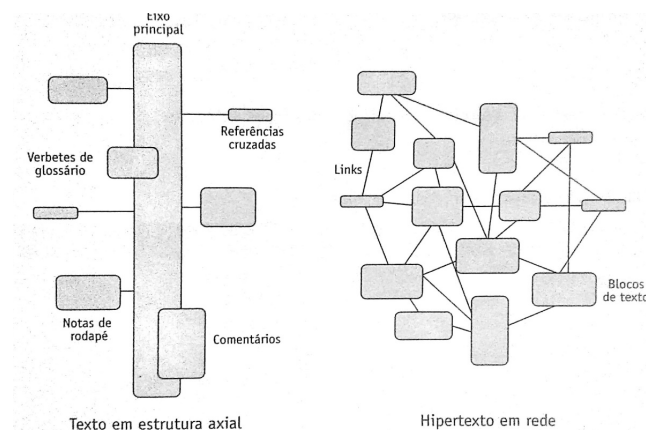 Eixo
principal
Referências
cruzadas
Verbetes de
glossário
Notas de
rodapé
Comentários
Texto em estrutura axial
Links
Blocos
de texto
Hipertexto em rede